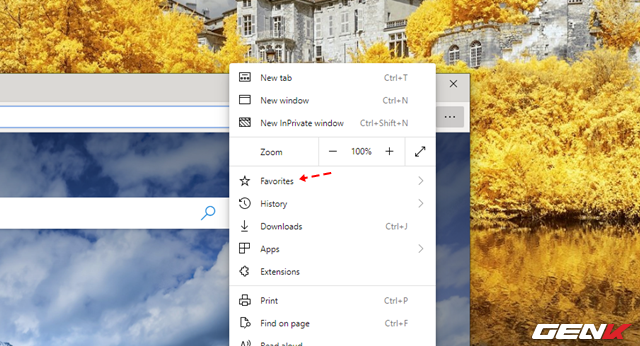 New tab Ctrl+T
New window Ctrl+N
New InPrivate window Ctrl+Shift+N
Zoom 100%
Favorites
History
Downloads Ctrl+J
Apps
Extensions
Print Ctrl+P
Find on page Ctrl+F
Read aloud
GENK